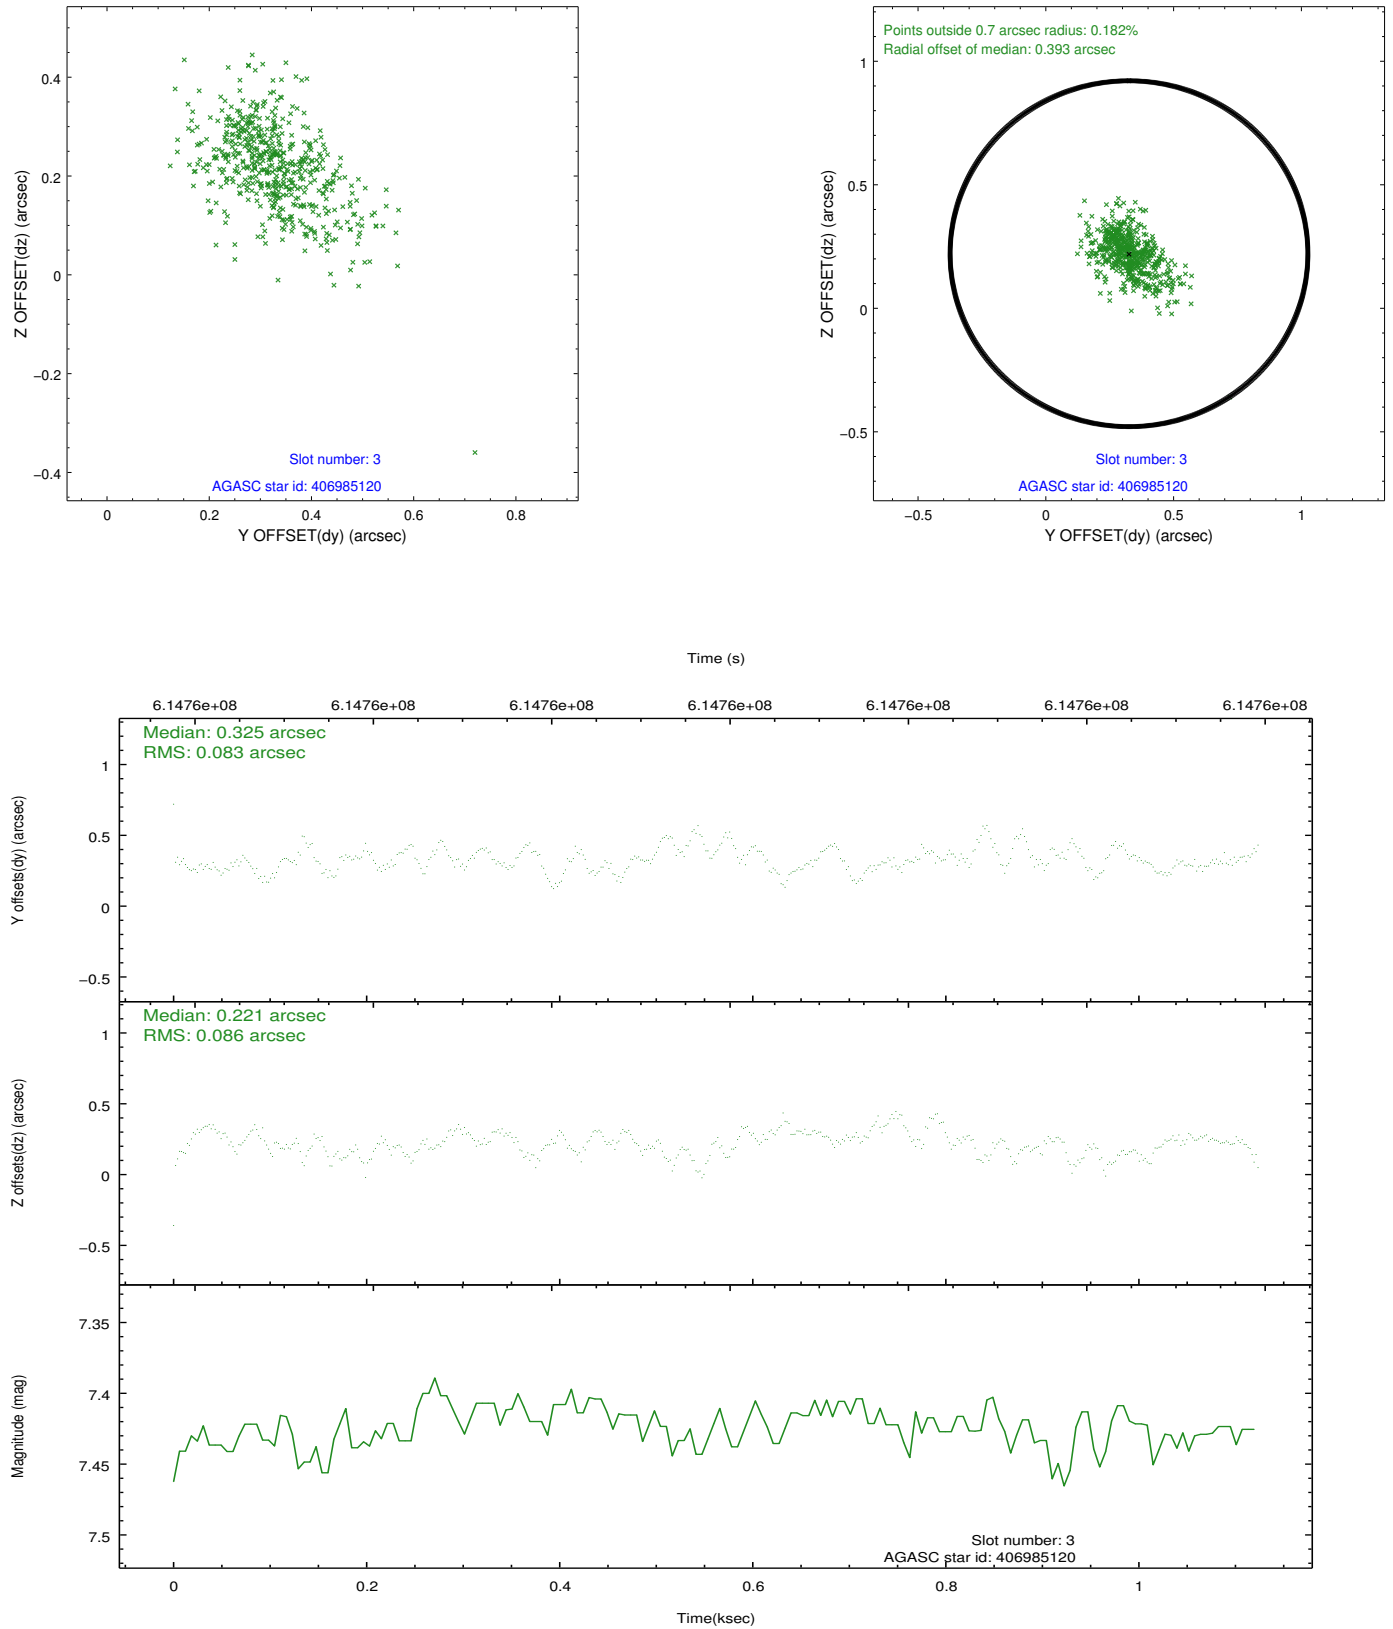 0.4
0.2
0
−0.2
−0.4
Z OFFSET(dz) (arcsec)
Slot number: 3
AGASC star id: 406985120
0
0.2
0.4
0.6
0.8
Y OFFSET(dy) (arcsec)
Points outside 0.7 arcsec radius: 0.182%
Radial offset of median: 0.393 arcsec
1
0.5
0
−0.5
Z OFFSET(dz) (arcsec)
Slot number: 3
AGASC star id: 406985120
−0.5
0
0.5
1
Y OFFSET(dy) (arcsec)
Time (s)
6.1476e+08
6.1476e+08
6.1476e+08
6.1476e+08
6.1476e+08
6.1476e+08
6.1476e+08
Median: 0.325 arcsec
RMS: 0.083 arcsec
1
0.5
0
−0.5
Y offsets(dy) (arcsec)
Median: 0.221 arcsec
RMS: 0.086 arcsec
1
0.5
0
−0.5
Z offsets(dz) (arcsec)
7.35
7.4
7.45
7.5
Magnitude (mag)
Slot number: 3
AGASC star id: 406985120
0
0.2
0.4
0.6
0.8
1
Time(ksec)